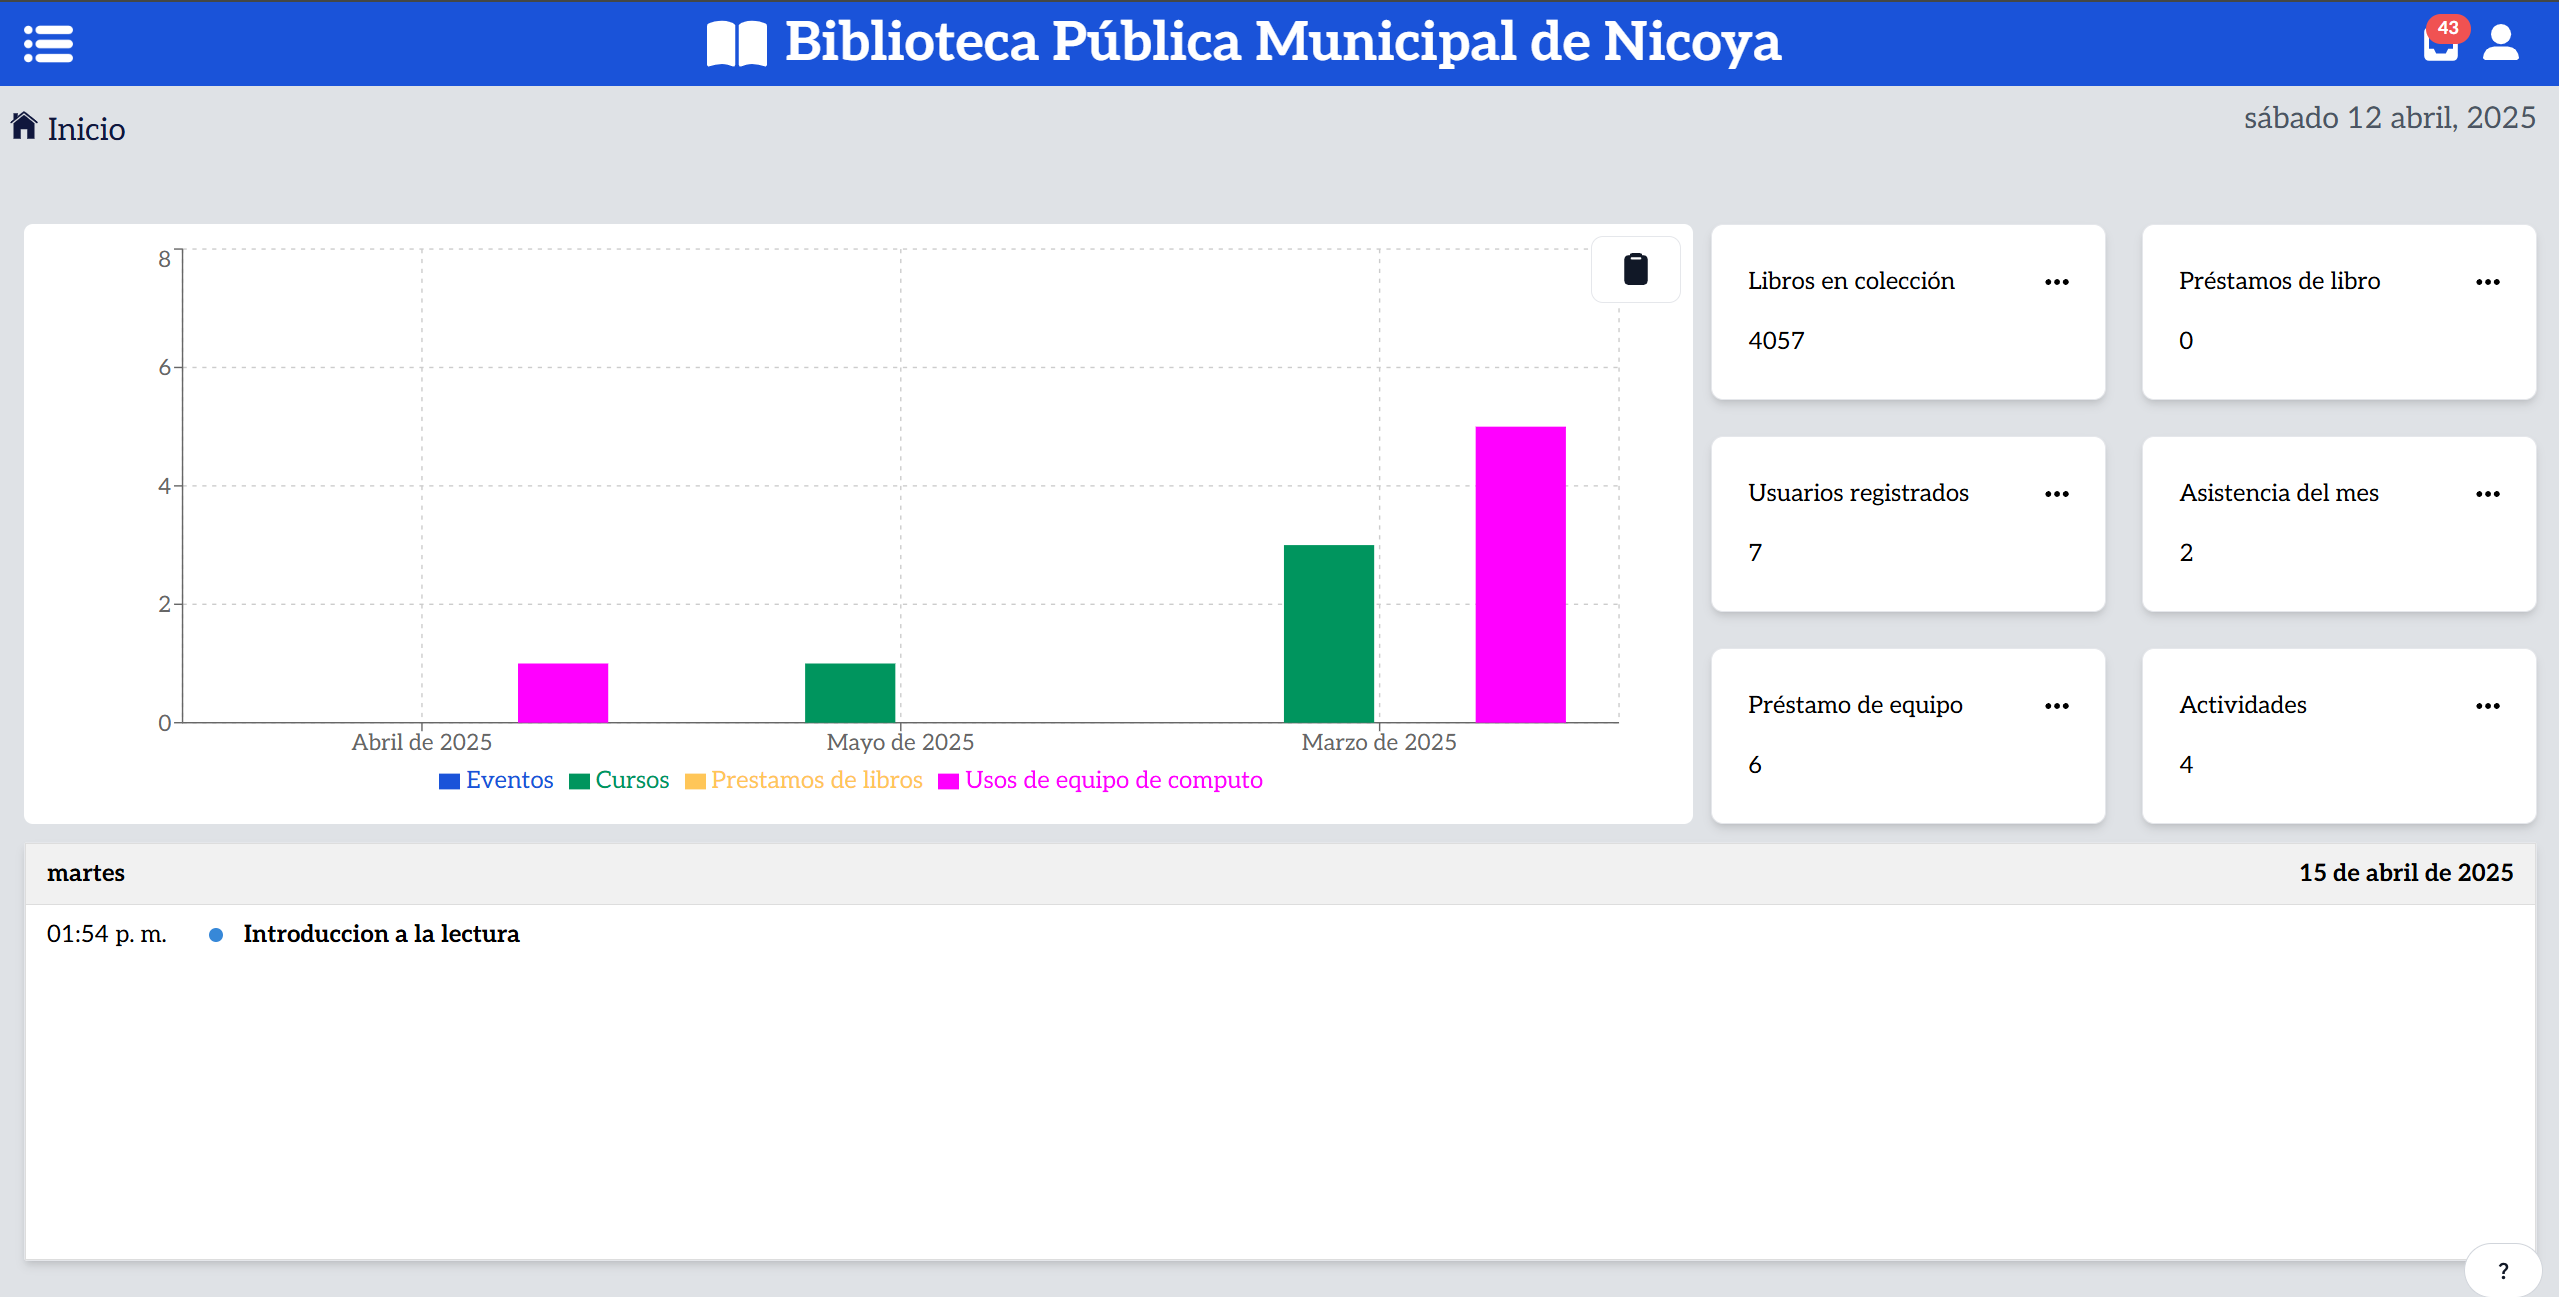 Biblioteca Pública Municipal de Nicoya
43
Inicio
sábado 12 abril, 2025
8
6
4
2
0
Abril de 2025
Mayo de 2025
Marzo de 2025
Eventos
Cursos
Prestamos de libros
Usos de equipo de computo
Libros en colección
4057
Préstamos de libro
0
Usuarios registrados
7
Asistencia del mes
2
Préstamo de equipo
6
Actividades
4
martes
15 de abril de 2025
01:54 p. m.
Introduccion a la lectura
?